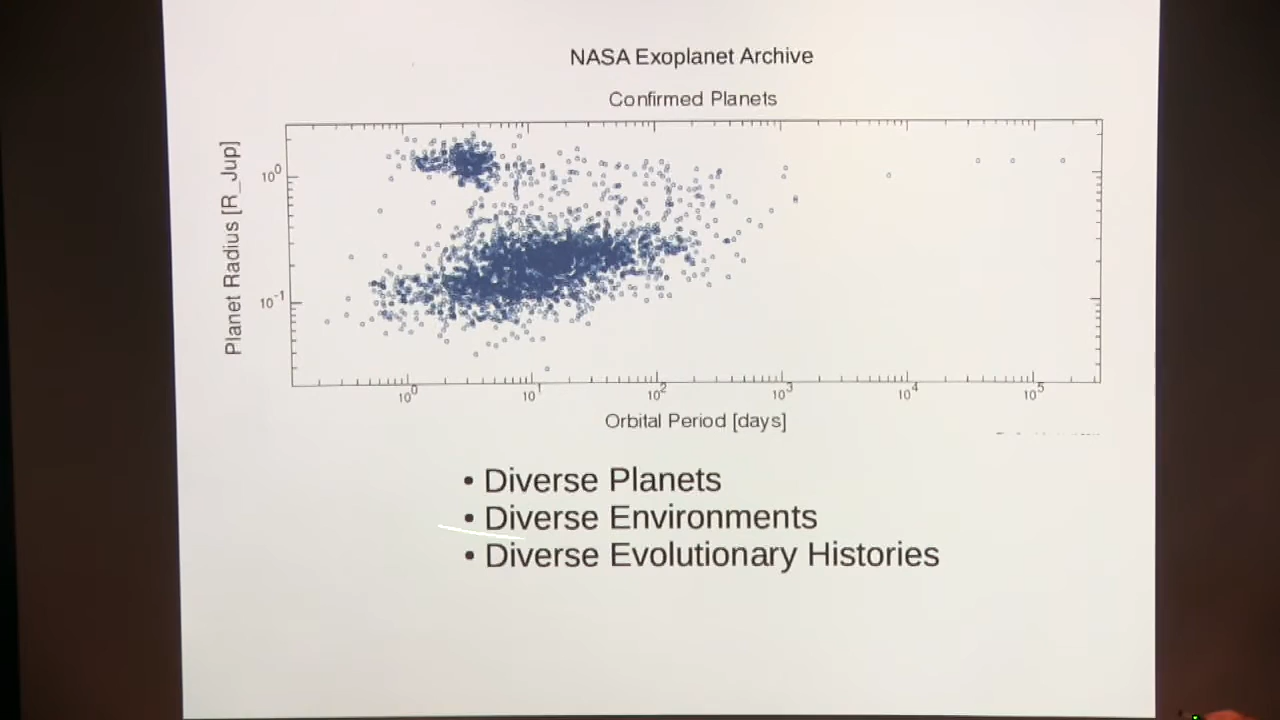 NASA Exoplanet Archive
Confirmed Planets
Planet Radius [R_Jup]
10^0
10^-1
10^0 10^1 10^2 10^3 10^4 10^5
Orbital Period [days]
• Diverse Planets
• Diverse Environments
• Diverse Evolutionary Histories